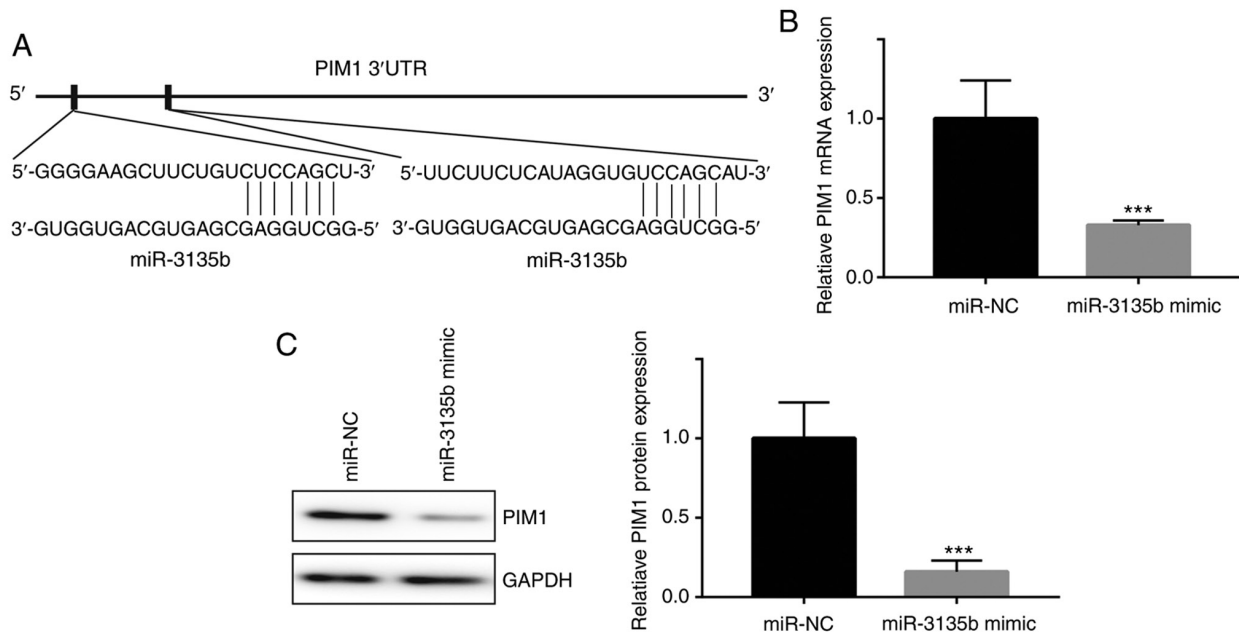 A
PIM1 3′UTR
5′ 3′
5′-GGGGAAGCUUCUGUCUCCAGCU-3′
3′-GUGGUGACGUGAGCGAGGUCGG-5′
miR-3135b
5′-UUCUUCUCAUAGGUGUCCAGCAU-3′
3′-GUGGUGACGUGAGCGAGGUCGG-5′
miR-3135b
B
Relatiave PIM1 mRNA expression
1.0
0.5
0.0
***
miR-NC miR-3135b mimic
C
miR-NC
miR-3135b mimic
PIM1
GAPDH
Relatiave PIM1 protein expression
1.0
0.5
0.0
***
miR-NC miR-3135b mimic